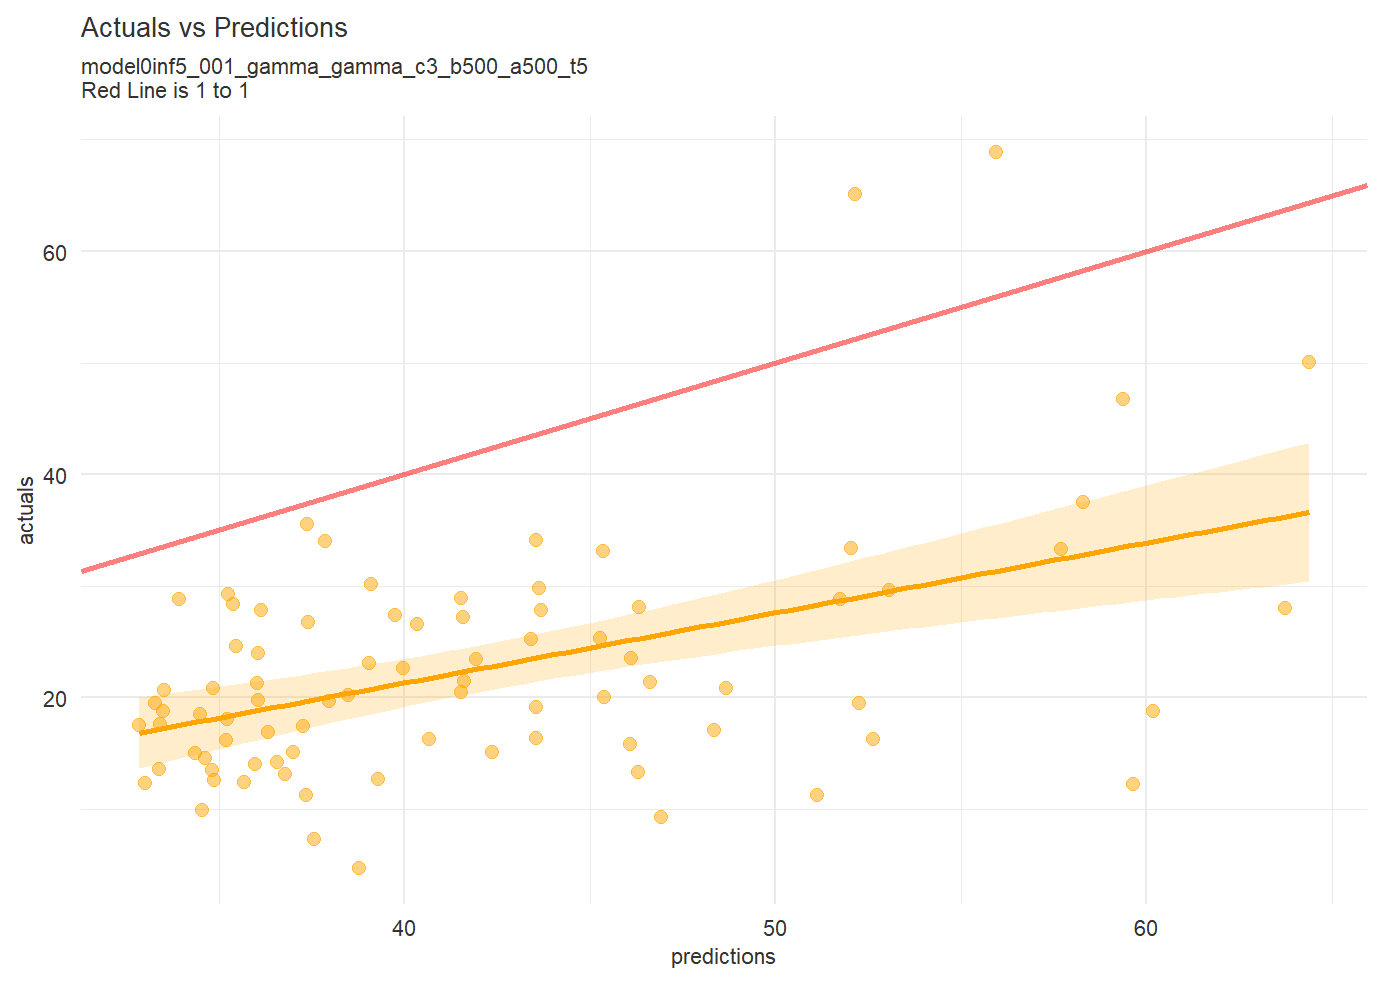 Actuals vs Predictions
model0inf5_001_gamma_gamma_c3_b500_a500_t5
Red Line is 1 to 1
60
40
20
actuals
40
50
60
predictions